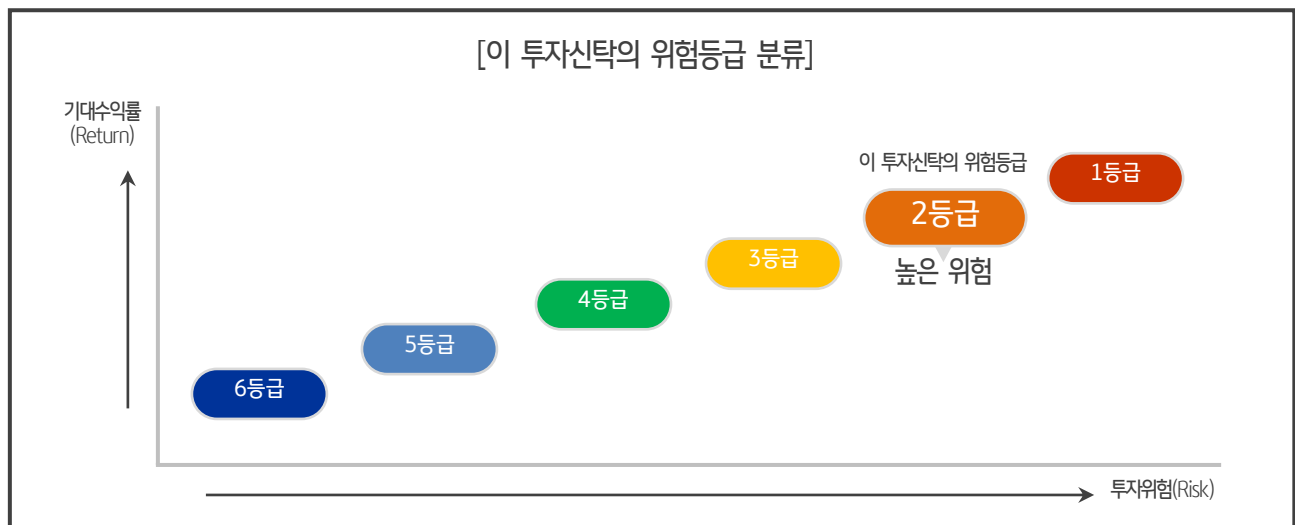 [이 투자신탁의 위험등급 분류]
기대수익률
(Return)
이 투자신탁의 위험등급
1등급
2등급
높은 위험
3등급
4등급
5등급
6등급
투자위험(Risk)